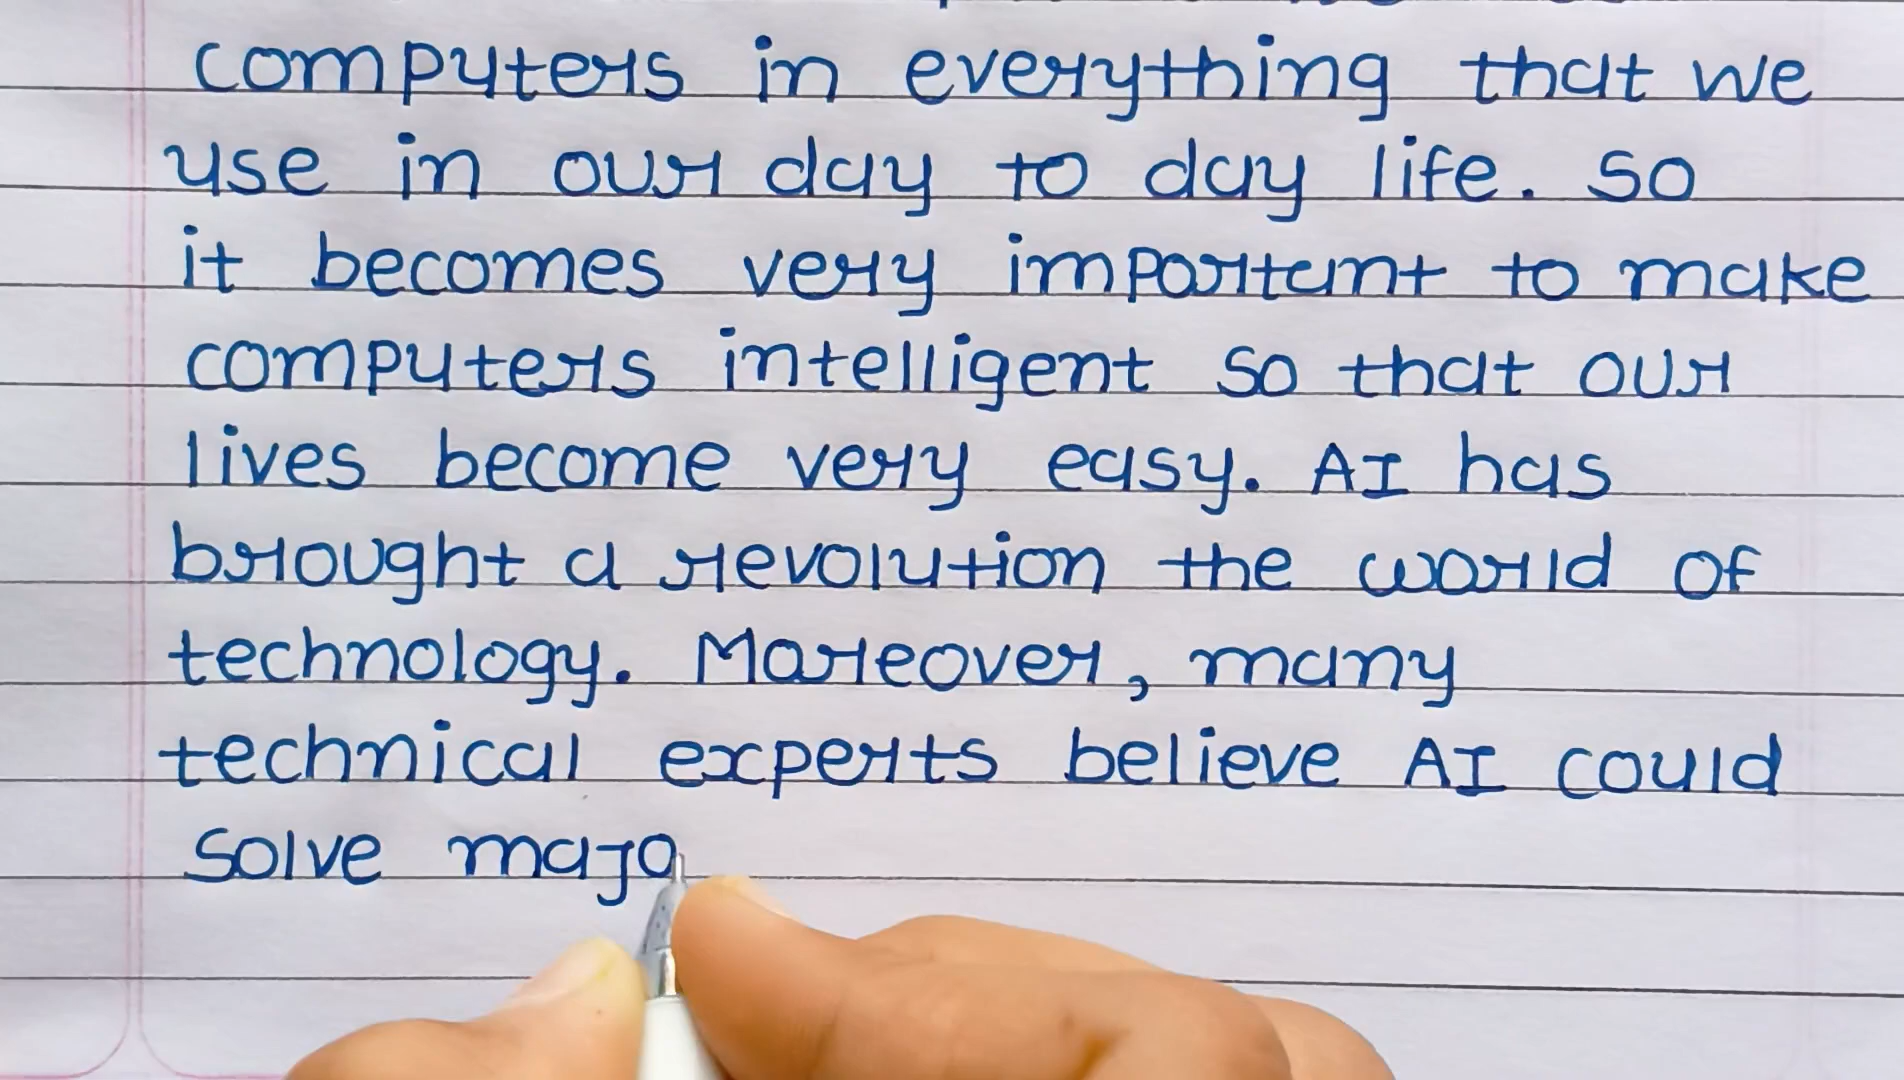 computers in everything that we
use in our day to day life. So
it becomes very important to make
computers intelligent so that our
lives become very easy. AI has
brought a revolution the world of
technology. Moreover, many
technical experts believe AI could
solve majo